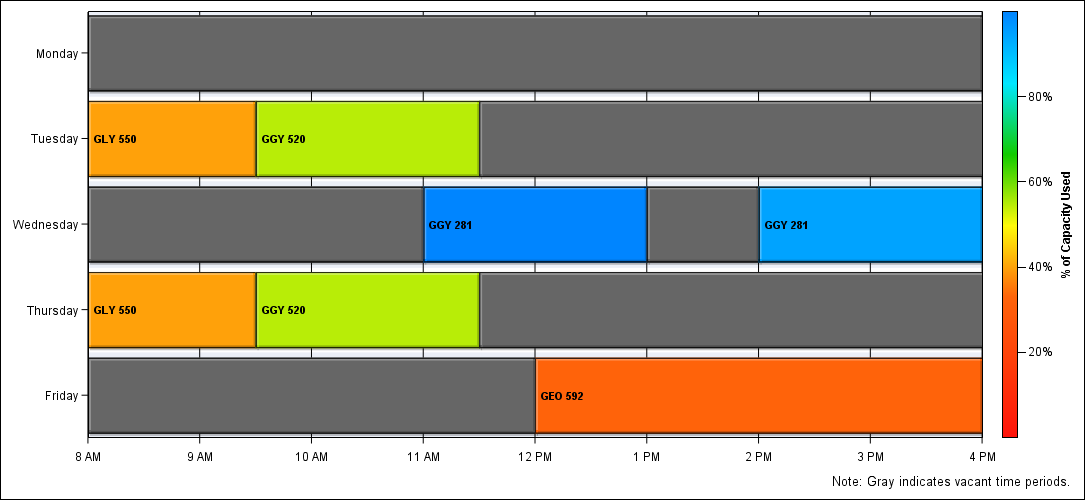 Monday
Tuesday
GLY 550
GGY 520
Wednesday
GGY 281
GGY 281
Thursday
GLY 550
GGY 520
Friday
GEO 592
8 AM
9 AM
10 AM
11 AM
12 PM
1 PM
2 PM
3 PM
4 PM
80%
60%
40%
20%
% of Capacity Used
Note: Gray indicates vacant time periods.